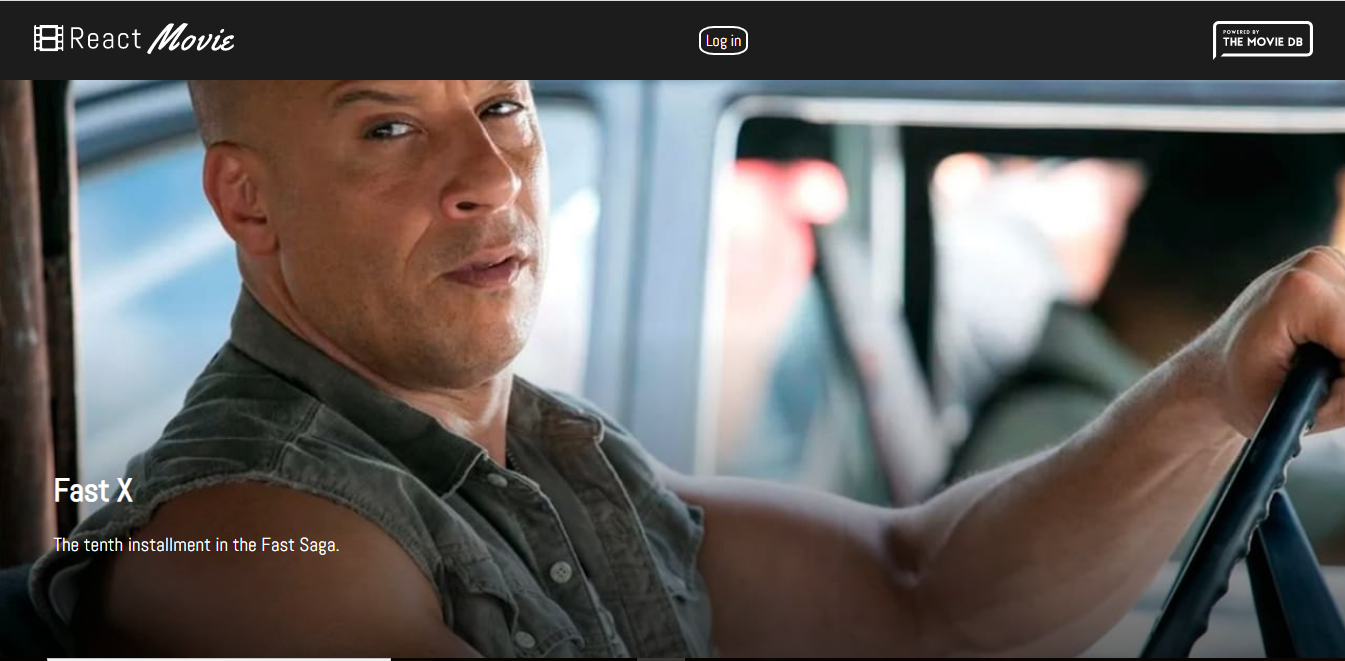 React Movie
Log in
POWERED BY
THE MOVIE DB
Fast X
The tenth installment in the Fast Saga.